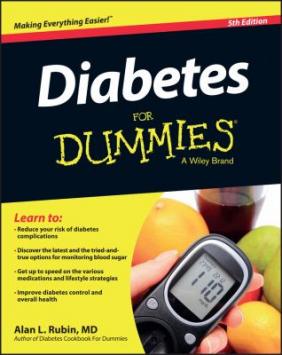 Making Everything Easier!™
5th Edition
Diabetes
FOR
DUMMIES®
A Wiley Brand
Learn to:
• Reduce your risk of diabetes
complications
• Discover the latest and the tried-and-
true options for monitoring blood sugar
• Get up to speed on the various
medications and lifestyle strategies
• Improve diabetes control and
overall health
Alan L. Rubin, MD
Author of Diabetes Cookbook For Dummies